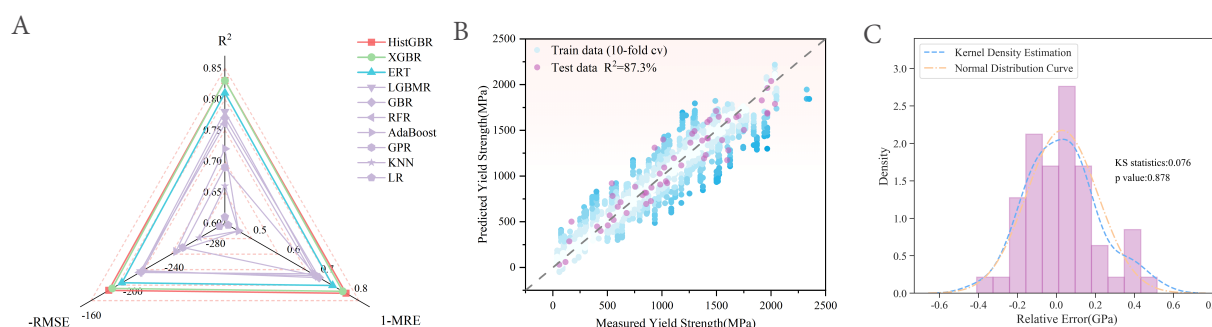 A
R²
0.85
0.80
0.75
0.70
0.65
0.60
-280
-240
-200
-160
0.5
0.6
0.7
0.8
-RMSE
1-MRE
HistGBR
XGBR
ERT
LGBMR
GBR
RFR
AdaBoost
GPR
KNN
LR
B
Predicted Yield Strength(MPa)
2500
2000
1500
1000
500
0
Train data (10-fold cv)
Test data R²=87.3%
0 500 1000 1500 2000 2500
Measured Yield Strength(MPa)
C
Density
3.0
2.5
2.0
1.5
1.0
0.5
0.0
Kernel Density Estimation
Normal Distribution Curve
KS statistics:0.076
p value:0.878
-0.6 -0.4 -0.2 0.0 0.2 0.4 0.6 0.8
Relative Error(GPa)